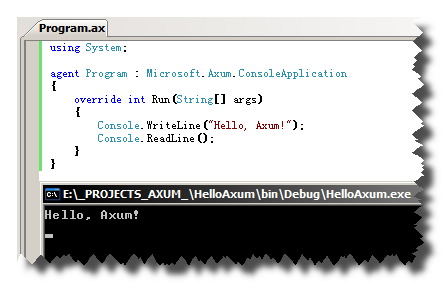 Program.ax
using System;
agent Program : Microsoft.Axum.ConsoleApplication
{
override int Run(String[] args)
{
Console.WriteLine("Hello, Axum!");
Console.ReadLine();
}
}
E:\_PROJECTS_AXUM_\HelloAxum\bin\Debug\HelloAxum.exe
Hello, Axum!